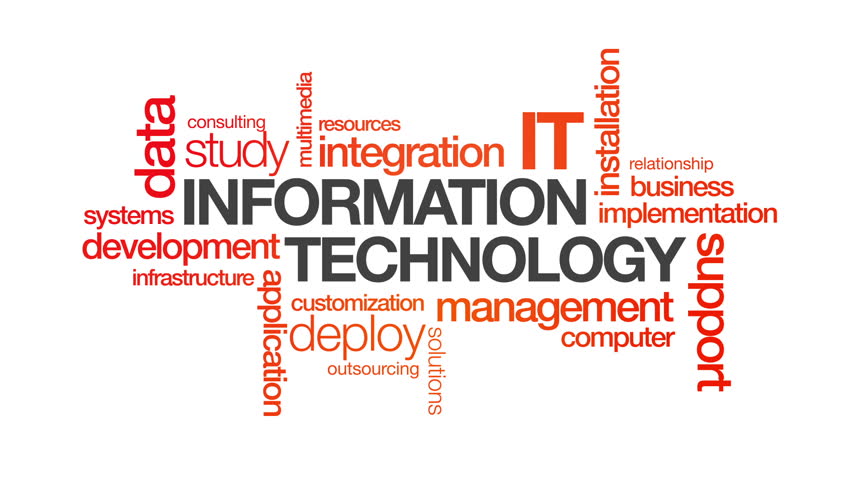 data
consulting
study
multimedia
resources
integration
IT
installation
relationship
business
systems
INFORMATION
implementation
development
TECHNOLOGY
infrastructure
application
customization
management
support
deploy
computer
outsourcing
solutions